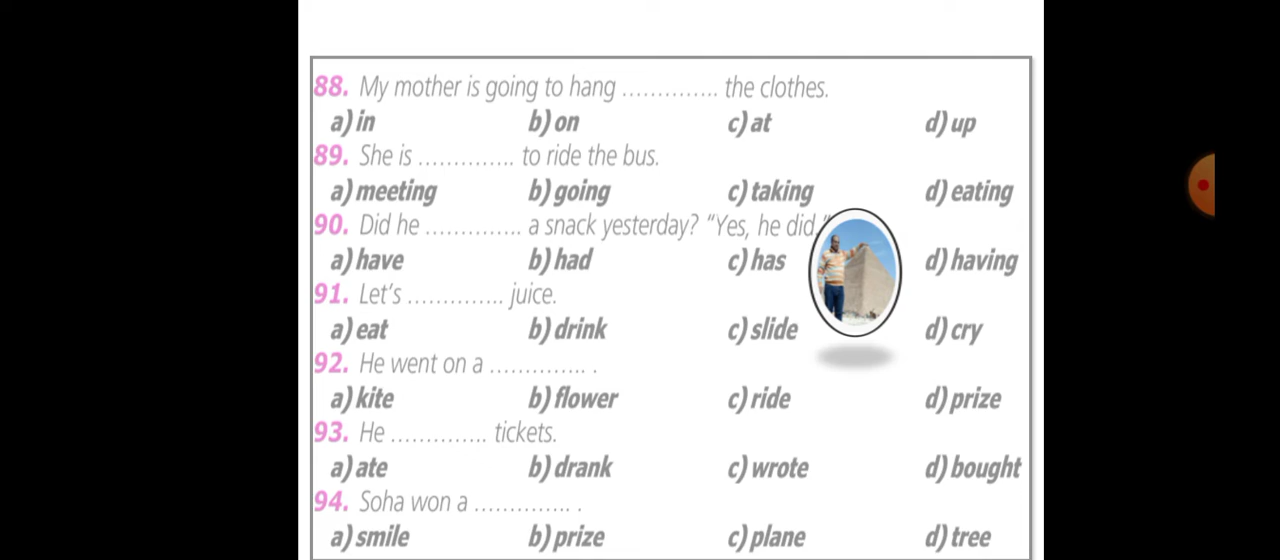 88. My mother is going to hang .............. the clothes.
a) in b) on c) at d) up
89. She is .............. to ride the bus.
a) meeting b) going c) taking d) eating
90. Did he .............. a snack yesterday? “Yes, he did.”
a) have b) had c) has d) having
91. Let’s .............. juice.
a) eat b) drink c) slide d) cry
92. He went on a .............. .
a) kite b) flower c) ride d) prize
93. He .............. tickets.
a) ate b) drank c) wrote d) bought
94. Soha won a .............. .
a) smile b) prize c) plane d) tree